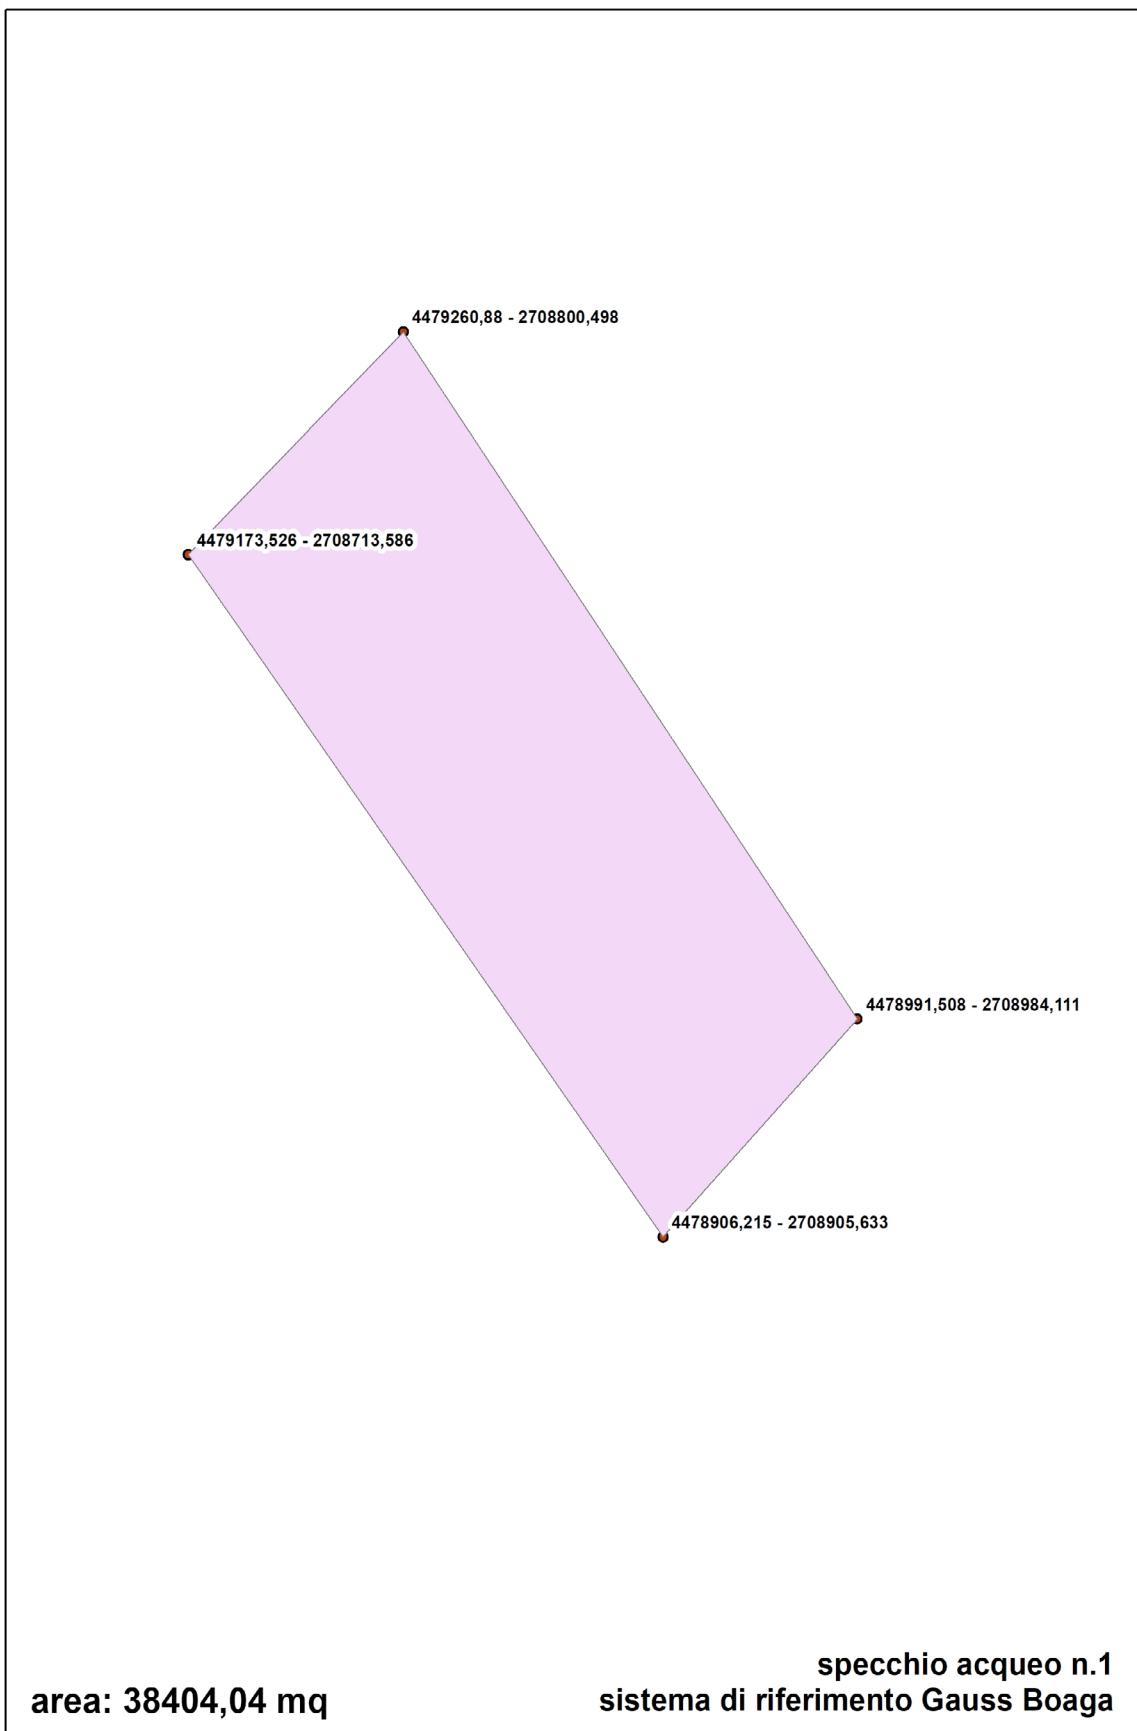 4479260,88 - 2708800,498
4479173,526 - 2708713,586
4478991,508 - 2708984,111
4478906,215 - 2708905,633
specchio acqueo n.1
area: 38404,04 mq
sistema di riferimento Gauss Boaga